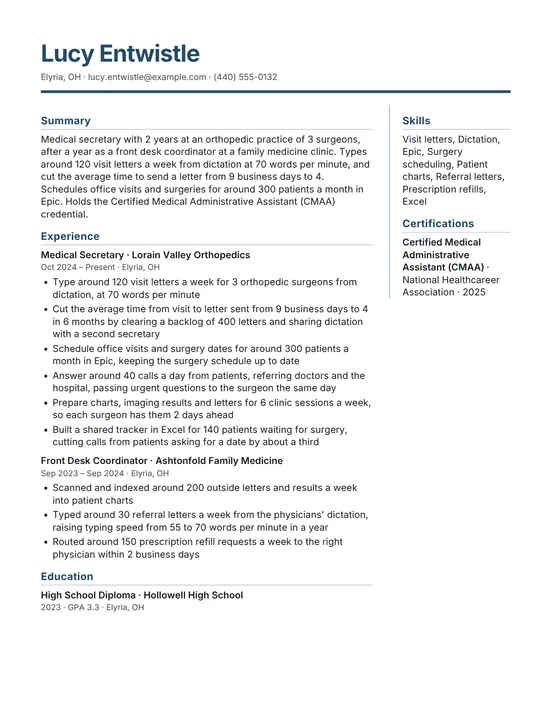 Lucy Entwistle
Elyria, OH · lucy.entwistle@example.com · (440) 555-0132
Summary
Medical secretary with 2 years at an orthopedic practice of 3 surgeons,
after a year as a front desk coordinator at a family medicine clinic. Types
around 120 visit letters a week from dictation at 70 words per minute, and
cut the average time to send a letter from 9 business days to 4.
Schedules office visits and surgeries for around 300 patients a month in
Epic. Holds the Certified Medical Administrative Assistant (CMAA)
credential.
Experience
Medical Secretary · Lorain Valley Orthopedics
Oct 2024 – Present · Elyria, OH
• Type around 120 visit letters a week for 3 orthopedic surgeons from
dictation, at 70 words per minute
• Cut the average time from visit to letter sent from 9 business days to 4
in 6 months by clearing a backlog of 400 letters and sharing dictation
with a second secretary
• Schedule office visits and surgery dates for around 300 patients a
month in Epic, keeping the surgery schedule up to date
• Answer around 40 calls a day from patients, referring doctors and the
hospital, passing urgent questions to the surgeon the same day
• Prepare charts, imaging results and letters for 6 clinic sessions a week,
so each surgeon has them 2 days ahead
• Built a shared tracker in Excel for 140 patients waiting for surgery,
cutting calls from patients asking for a date by about a third
Front Desk Coordinator · Ashtonfold Family Medicine
Sep 2023 – Sep 2024 · Elyria, OH
• Scanned and indexed around 200 outside letters and results a week
into patient charts
• Typed around 30 referral letters a week from the physicians' dictation,
raising typing speed from 55 to 70 words per minute in a year
• Routed around 150 prescription refill requests a week to the right
physician within 2 business days
Education
High School Diploma · Hollowell High School
2023 · GPA 3.3 · Elyria, OH
Skills
Visit letters, Dictation,
Epic, Surgery
scheduling, Patient
charts, Referral letters,
Prescription refills,
Excel
Certifications
Certified Medical
Administrative
Assistant (CMAA) ·
National Healthcareer
Association · 2025